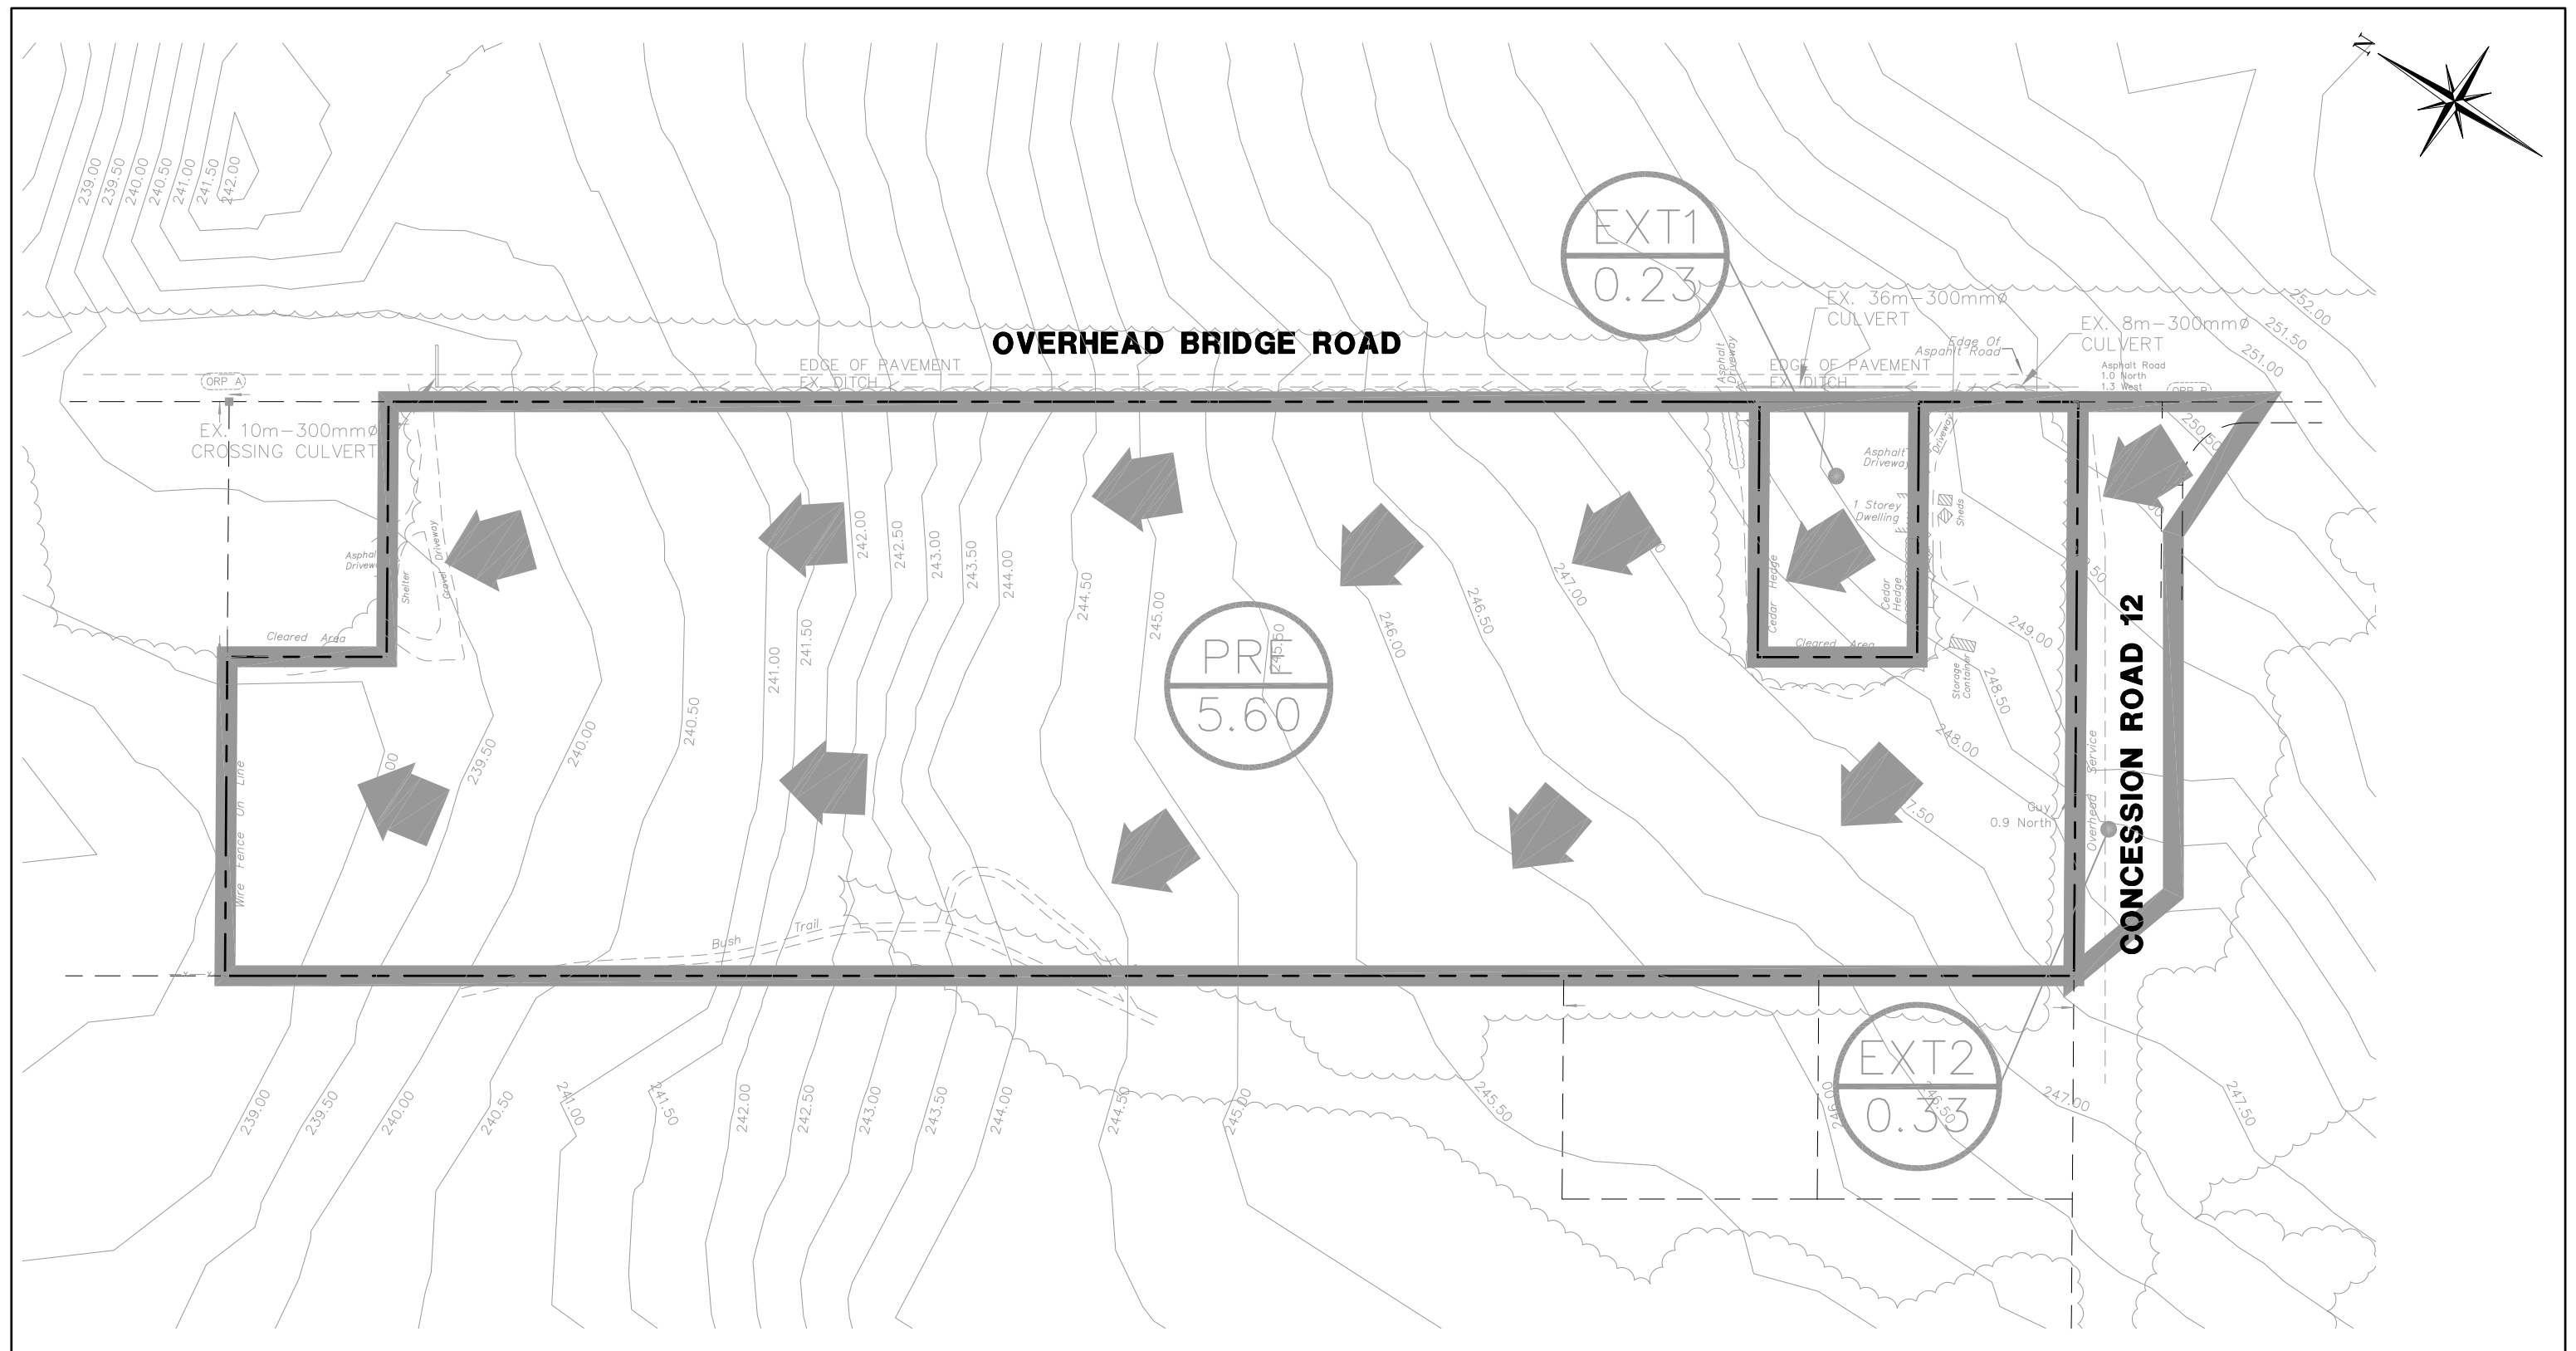 N
239.00
239.50
240.00
240.50
241.00
241.50
242.00
EXT1
0.23
EX. 36m-300mmø
CULVERT
EX. 8m-300mmø
CULVERT
252.00
251.50
251.00
OVERHEAD BRIDGE ROAD
EDGE OF PAVEMENT
EX. DITCH
Asphalt
Driveway
EDGE OF PAVEMENT
EX. DITCH
Edge Of
Aspahlt Road
Asphalt Road
1.0 North
1.3 West
(ORP A)
EX. 10m-300mmø
CROSSING CULVERT
250.50
Asphalt
Driveway
Driveway
1 Storey
Dwelling
Sheds
Shelter
Gravel Driveway
242.00
242.50
243.00
243.50
244.00
244.50
245.00
245.50
246.00
246.50
247.00
Cedar Hedge
Cedar
Hedge
Cleared Area
249.00
Cleared Area
Storage
Container
248.50
248.00
241.00
241.50
PRE
5.60
240.50
240.00
239.50
Wire Fence On Line
Guy
0.9 North
Overhead Service
CONCESSION ROAD 12
Bush Trail
EXT2
0.33
239.00
239.50
240.00
240.50
241.00
241.50
242.00
242.50
243.00
243.50
244.00
244.50
245.00
245.50
246.00
246.50
247.00
247.50